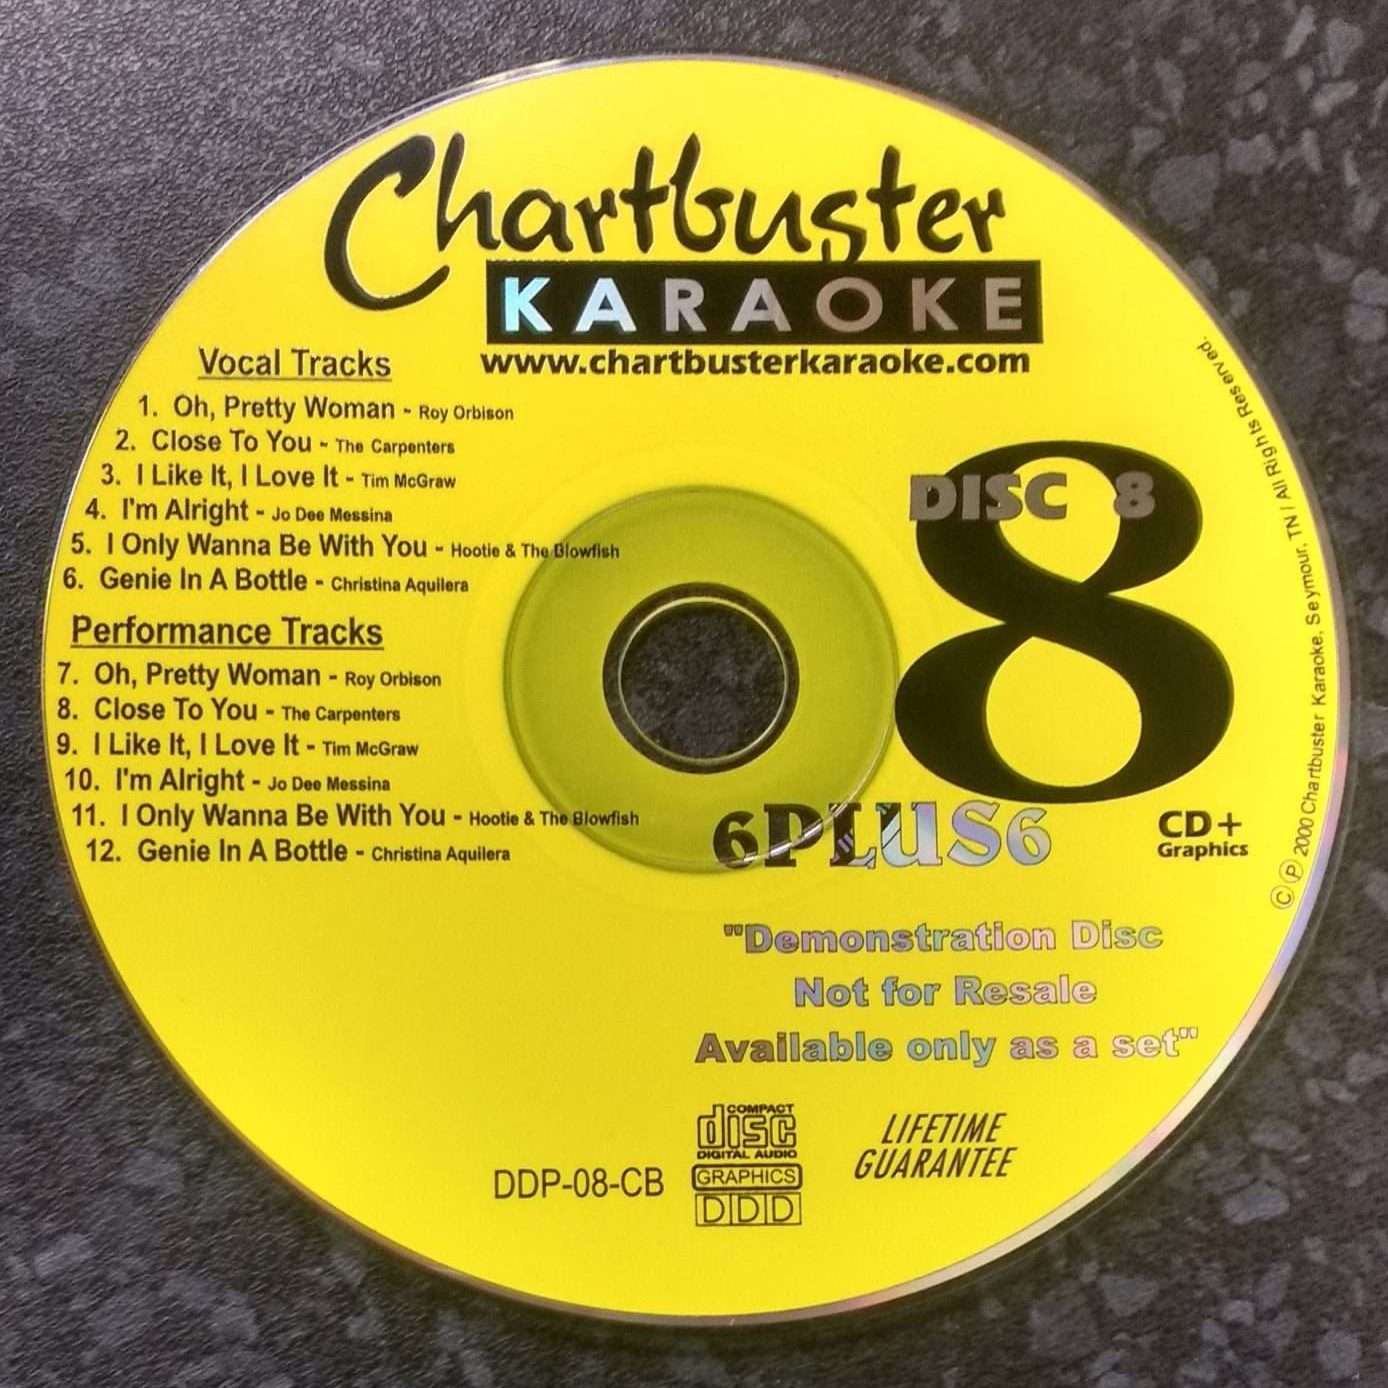 Chartbuster
KARAOKE
www.chartbusterkaraoke.com
Vocal Tracks
1. Oh, Pretty Woman - Roy Orbison
2. Close To You - The Carpenters
3. I Like It, I Love It - Tim McGraw
4. I'm Alright - Jo Dee Messina
5. I Only Wanna Be With You - Hootie & The Blowfish
6. Genie In A Bottle - Christina Aquilera
Performance Tracks
7. Oh, Pretty Woman - Roy Orbison
8. Close To You - The Carpenters
9. I Like It, I Love It - Tim McGraw
10. I'm Alright - Jo Dee Messina
11. I Only Wanna Be With You - Hootie & The Blowfish
12. Genie In A Bottle - Christina Aquilera
8
DISC 8
6PLUS6
CD+
Graphics
© ℗ 2000 Chartbuster Karaoke, Seymour, TN / All Rights Reserved.
"Demonstration Disc
Not for Resale
Available only as a set"
COMPACT
disc
DIGITAL AUDIO
GRAPHICS
DDD
DDP-08-CB
LIFETIME
GUARANTEE